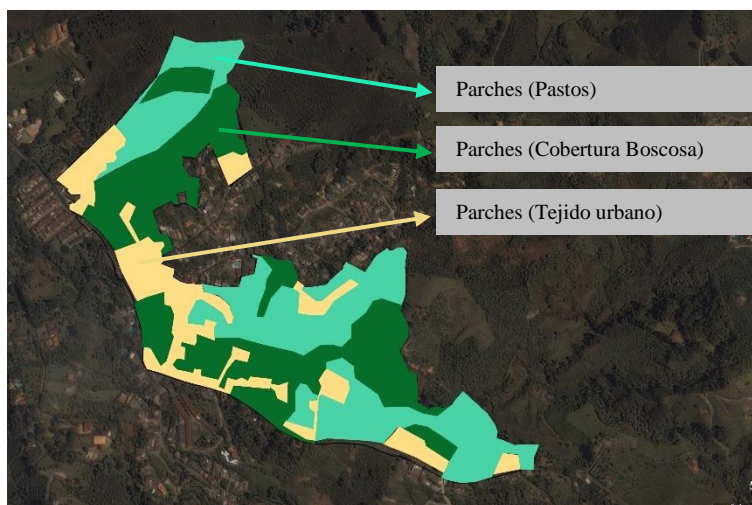 Parches (Pastos)
Parches (Cobertura Boscosa)
Parches (Tejido urbano)